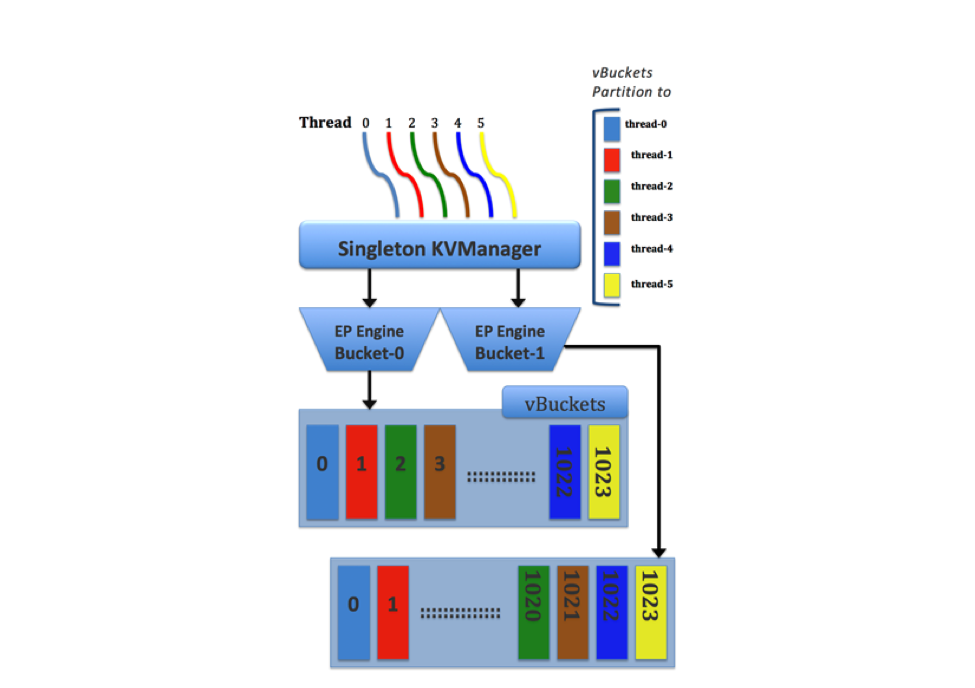 vBuckets
Partition to
thread-0
thread-1
thread-2
thread-3
thread-4
thread-5
Thread 0 1 2 3 4 5
Singleton KVManager
EP Engine
Bucket-0
EP Engine
Bucket-1
vBuckets
0 1 2 3 1022 1023
0 1 1020 1021 1022 1023